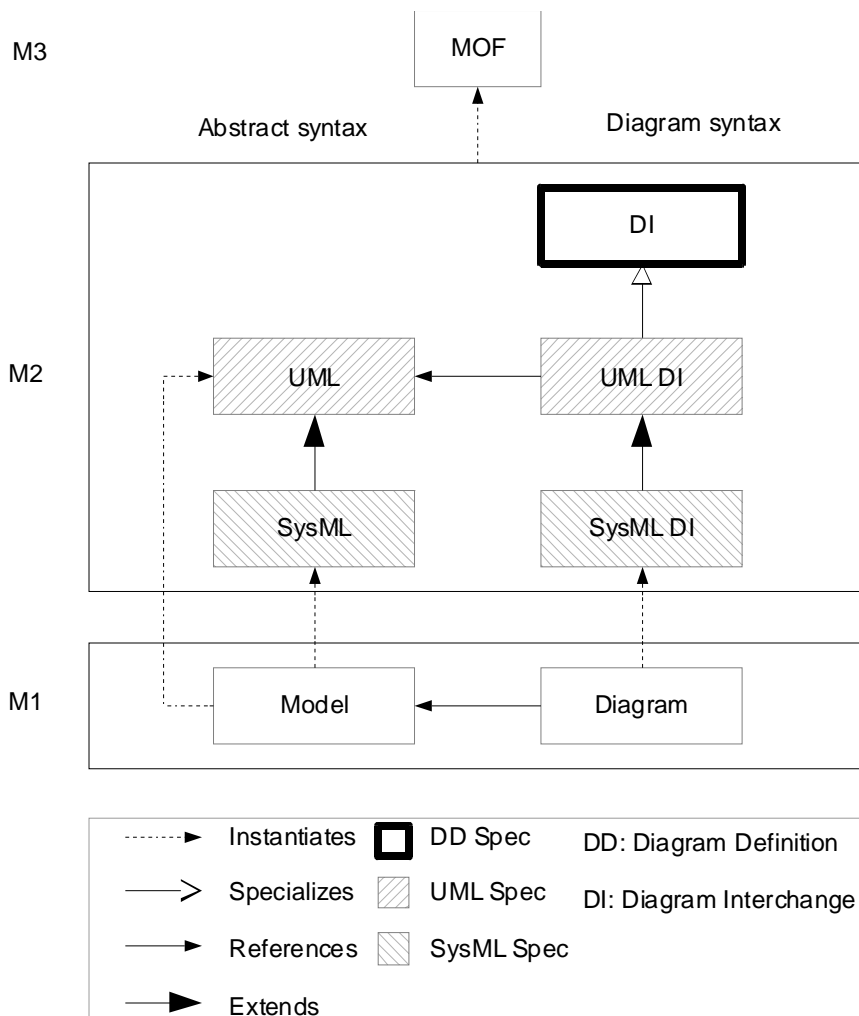 M3
MOF
Abstract syntax
Diagram syntax
DI
M2
UML
UML DI
SysML
SysML DI
M1
Model
Diagram
Instantiates
DD Spec
DD: Diagram Definition
Specializes
UML Spec
DI: Diagram Interchange
References
SysML Spec
Extends